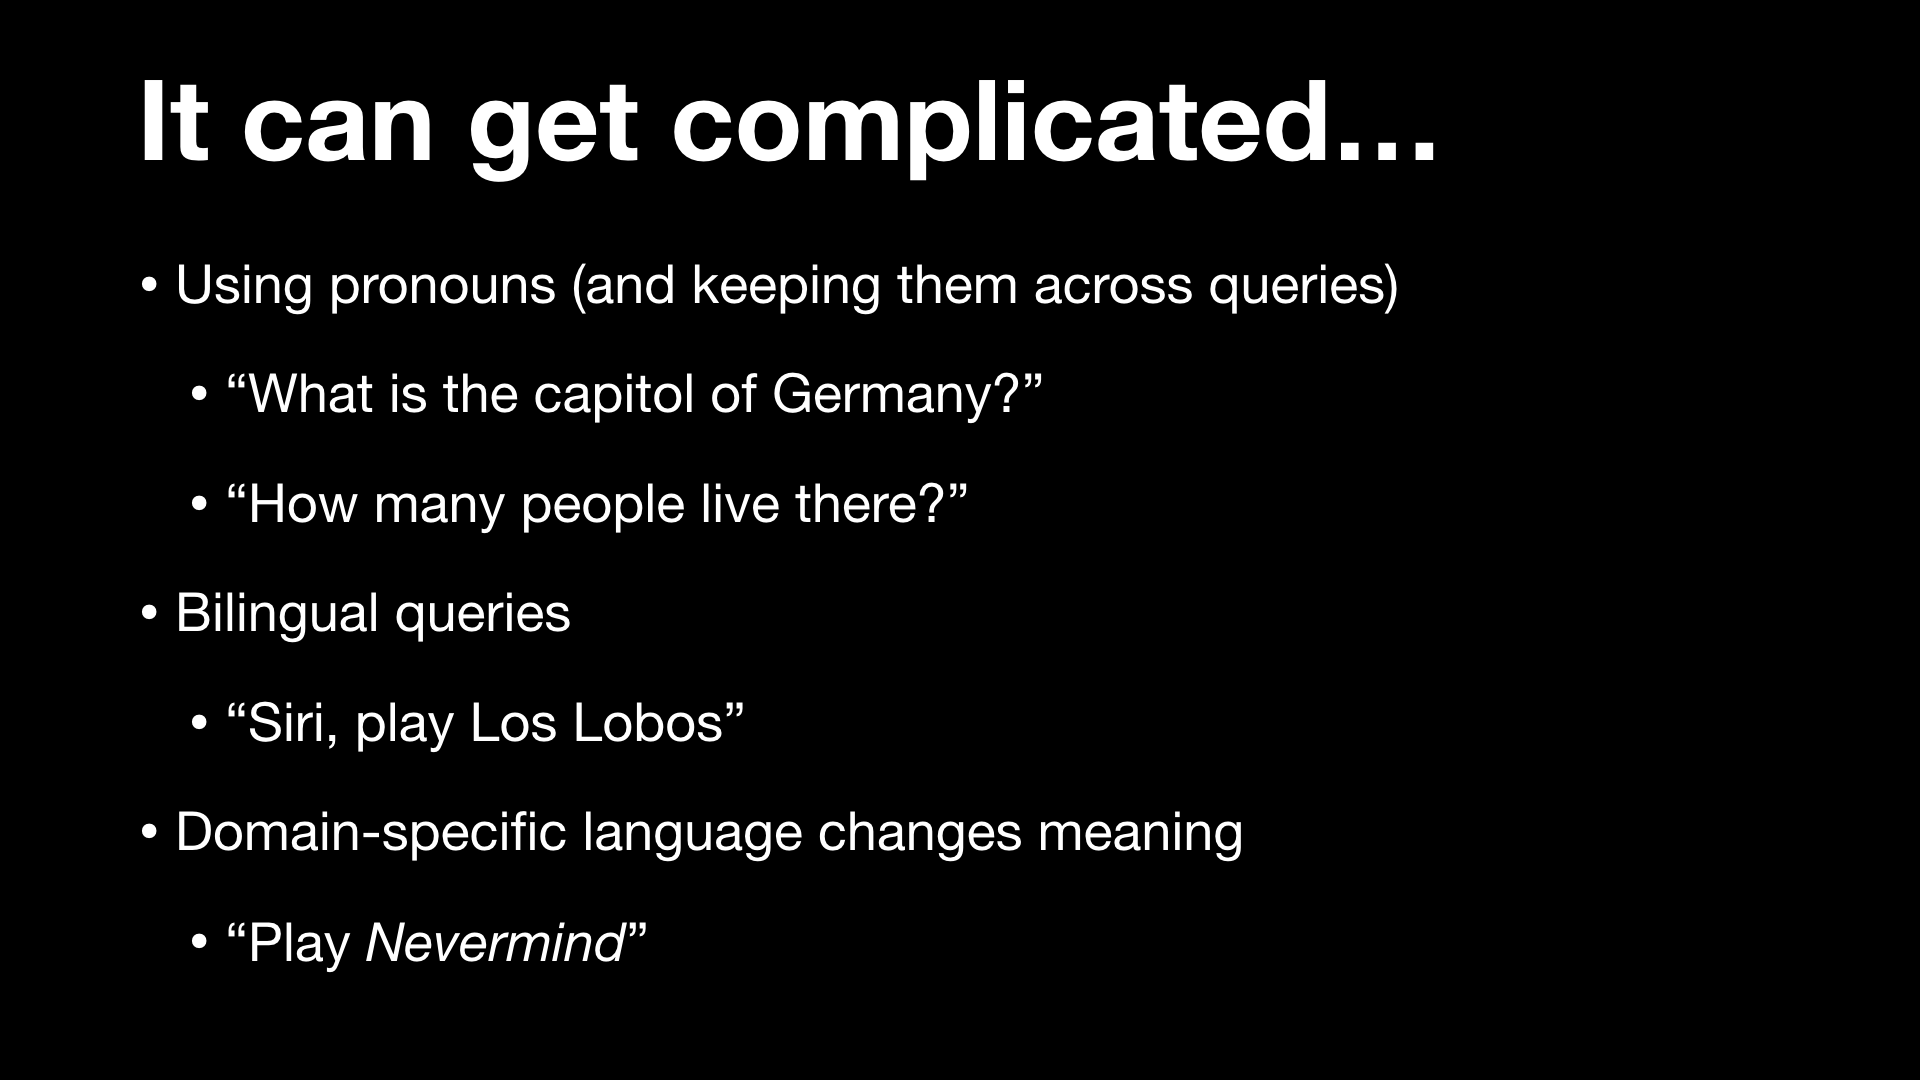 It can get complicated…
• Using pronouns (and keeping them across queries)
• “What is the capitol of Germany?”
• “How many people live there?”
• Bilingual queries
• “Siri, play Los Lobos”
• Domain-specific language changes meaning
• “Play Nevermind”